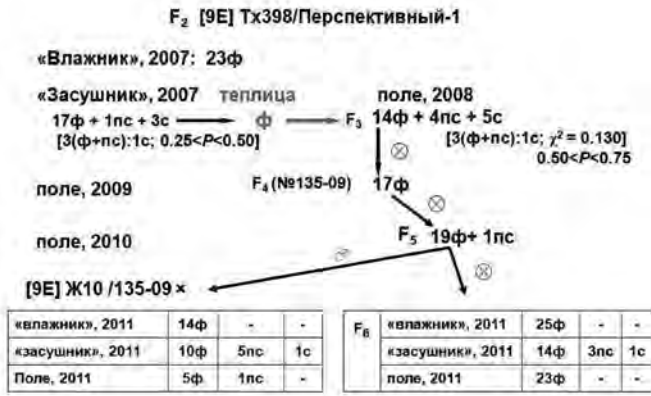 F₂ [9E] Tx398/Перспективный-1
«Влажник», 2007: 23ф
«Засушник», 2007 теплица поле, 2008
17ф + 1пс + 3с ф F₃ 14ф + 4пс + 5с
[3(ф+пс):1с; 0.25<P<0.50] [3(ф+пс):1с; χ² = 0.130]
0.50<P<0.75
поле, 2009 F₄ (№135-09) 17ф
поле, 2010 F₅ 19ф+ 1пс
[9E] Ж10 /135-09 ×
«влажник», 2011 14ф - -
«засушник», 2011 10ф 5пс 1с
Поле, 2011 5ф 1пс -
F₆ «влажник», 2011 25ф - -
«засушник», 2011 14ф 3пс 1с
поле, 2011 23ф - -